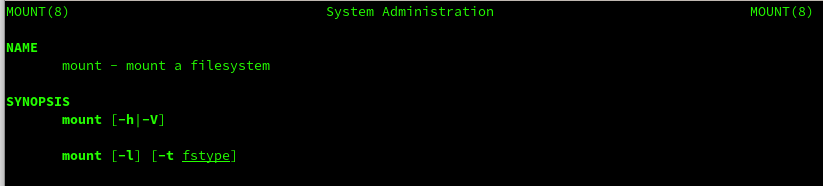 MOUNT(8) System Administration MOUNT(8)
NAME
mount - mount a filesystem
SYNOPSIS
mount [-h|-V]
mount [-l] [-t fstype]